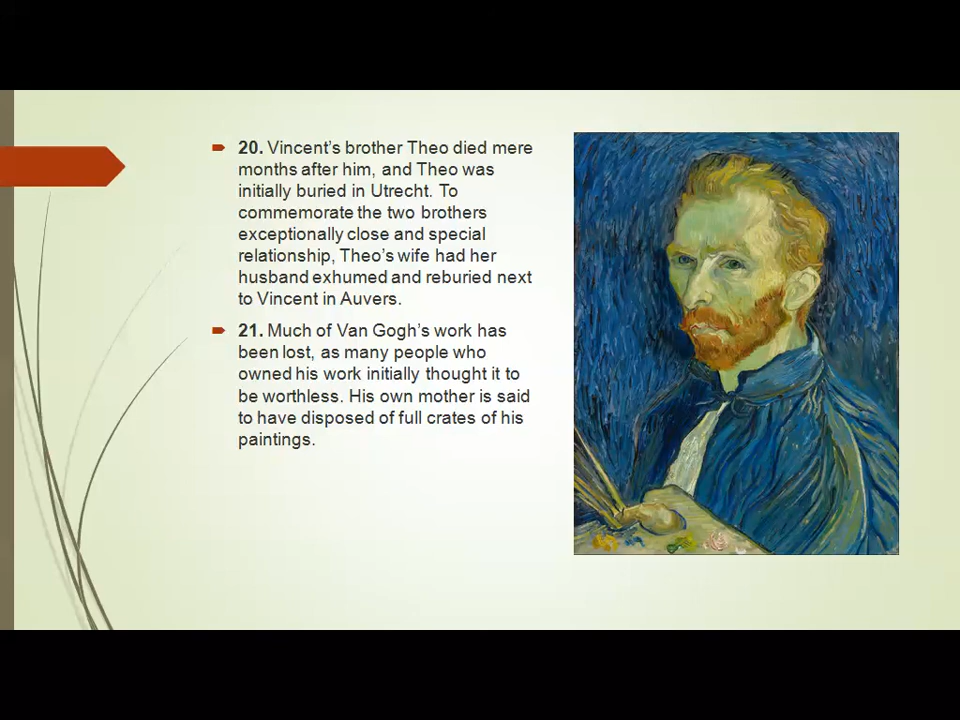 20. Vincent’s brother Theo died mere
months after him, and Theo was
initially buried in Utrecht. To
commemorate the two brothers
exceptionally close and special
relationship, Theo’s wife had her
husband exhumed and reburied next
to Vincent in Auvers.
21. Much of Van Gogh’s work has
been lost, as many people who
owned his work initially thought it to
be worthless. His own mother is said
to have disposed of full crates of his
paintings.